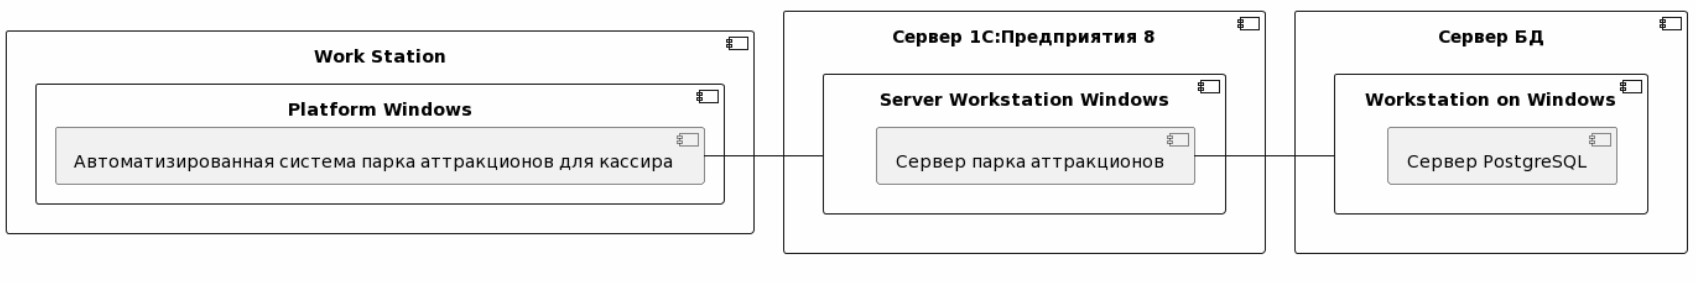 Work Station
Platform Windows
Автоматизированная система парка аттракционов для кассира
Сервер 1С:Предприятия 8
Server Workstation Windows
Сервер парка аттракционов
Сервер БД
Workstation on Windows
Сервер PostgreSQL